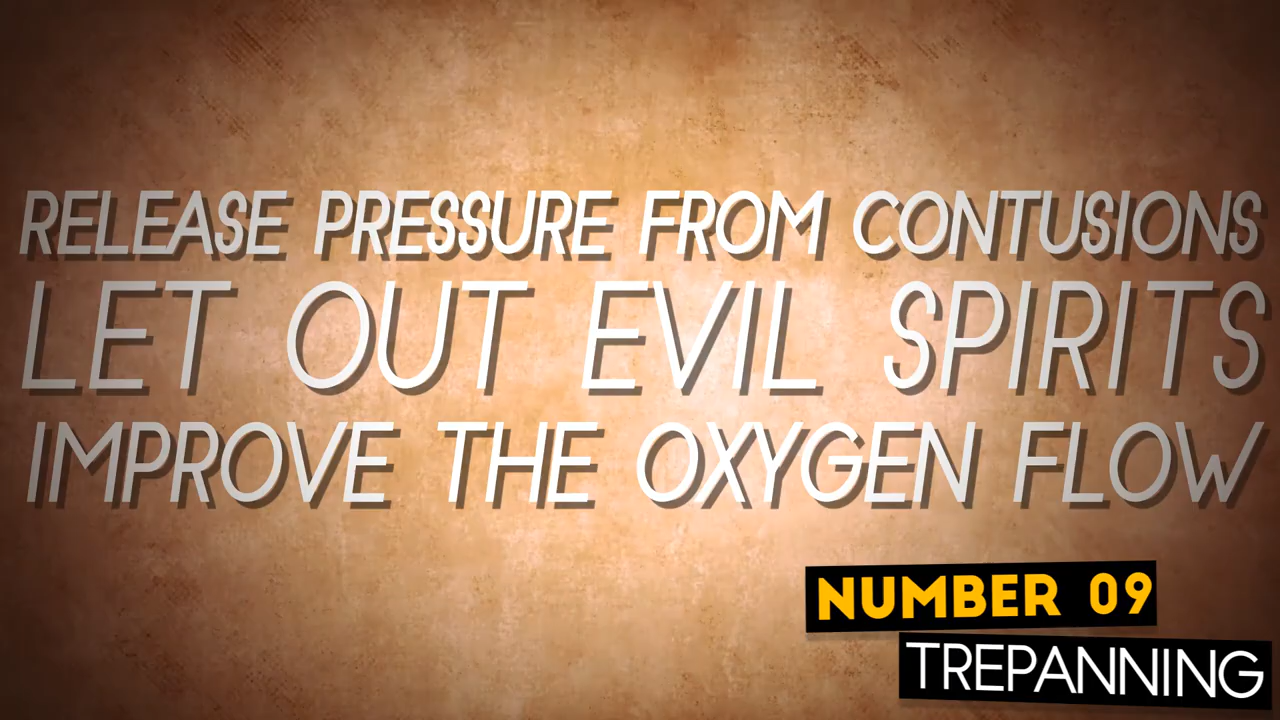 RELEASE PRESSURE FROM CONTUSIONS
LET OUT EVIL SPIRITS
IMPROVE THE OXYGEN FLOW
NUMBER 09
TREPANNING